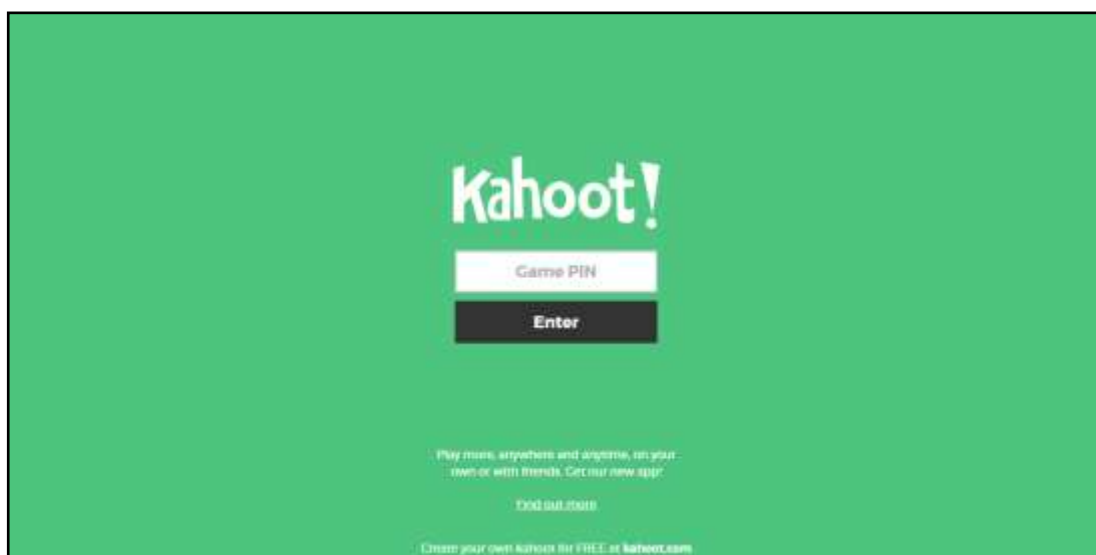 Kahoot!
Game PIN
Enter
Play more, anywhere and anytime, on your
own or with friends. Get our new app!
Find out more
Create your own kahoot for FREE at kahoot.com